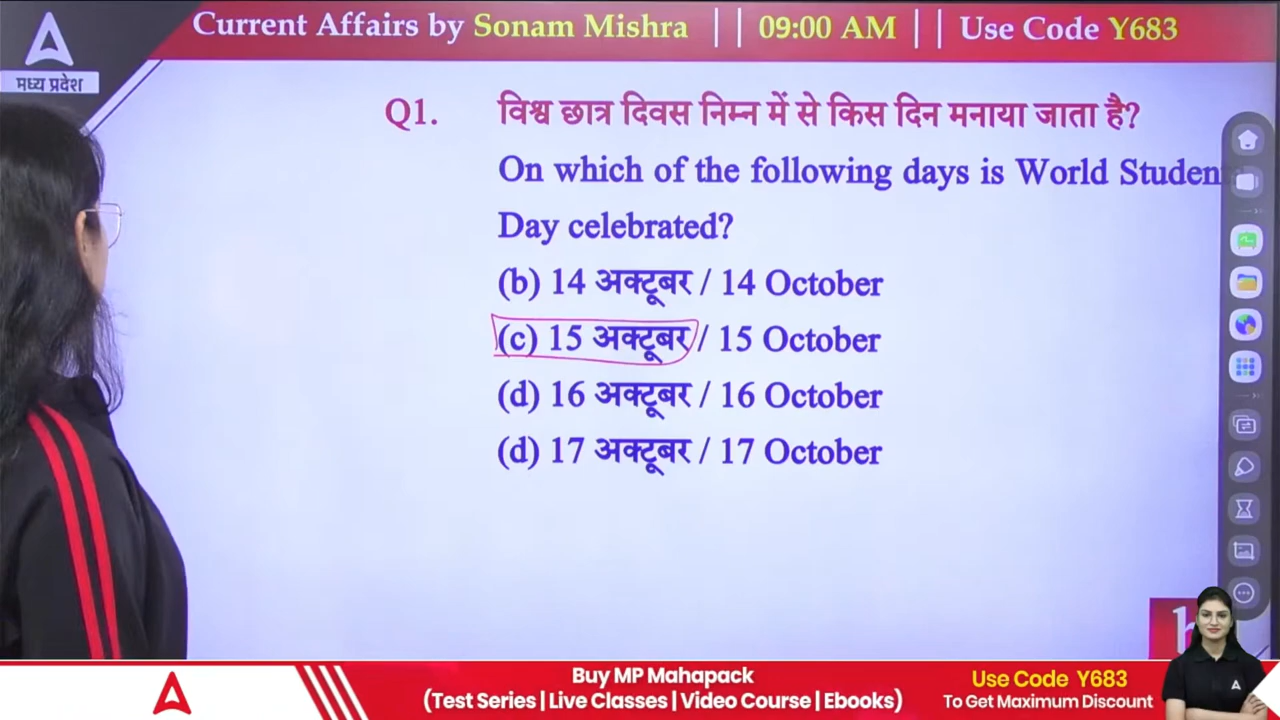 Current Affairs by Sonam Mishra || 09:00 AM || Use Code Y683
मध्य प्रदेश
Q1. विश्व छात्र दिवस निम्न में से किस दिन मनाया जाता है?
On which of the following days is World Studen
Day celebrated?
(b) 14 अक्टूबर / 14 October
(c) 15 अक्टूबर / 15 October
(d) 16 अक्टूबर / 16 October
(d) 17 अक्टूबर / 17 October
Buy MP Mahapack
(Test Series | Live Classes | Video Course | Ebooks)
Use Code Y683
To Get Maximum Discount